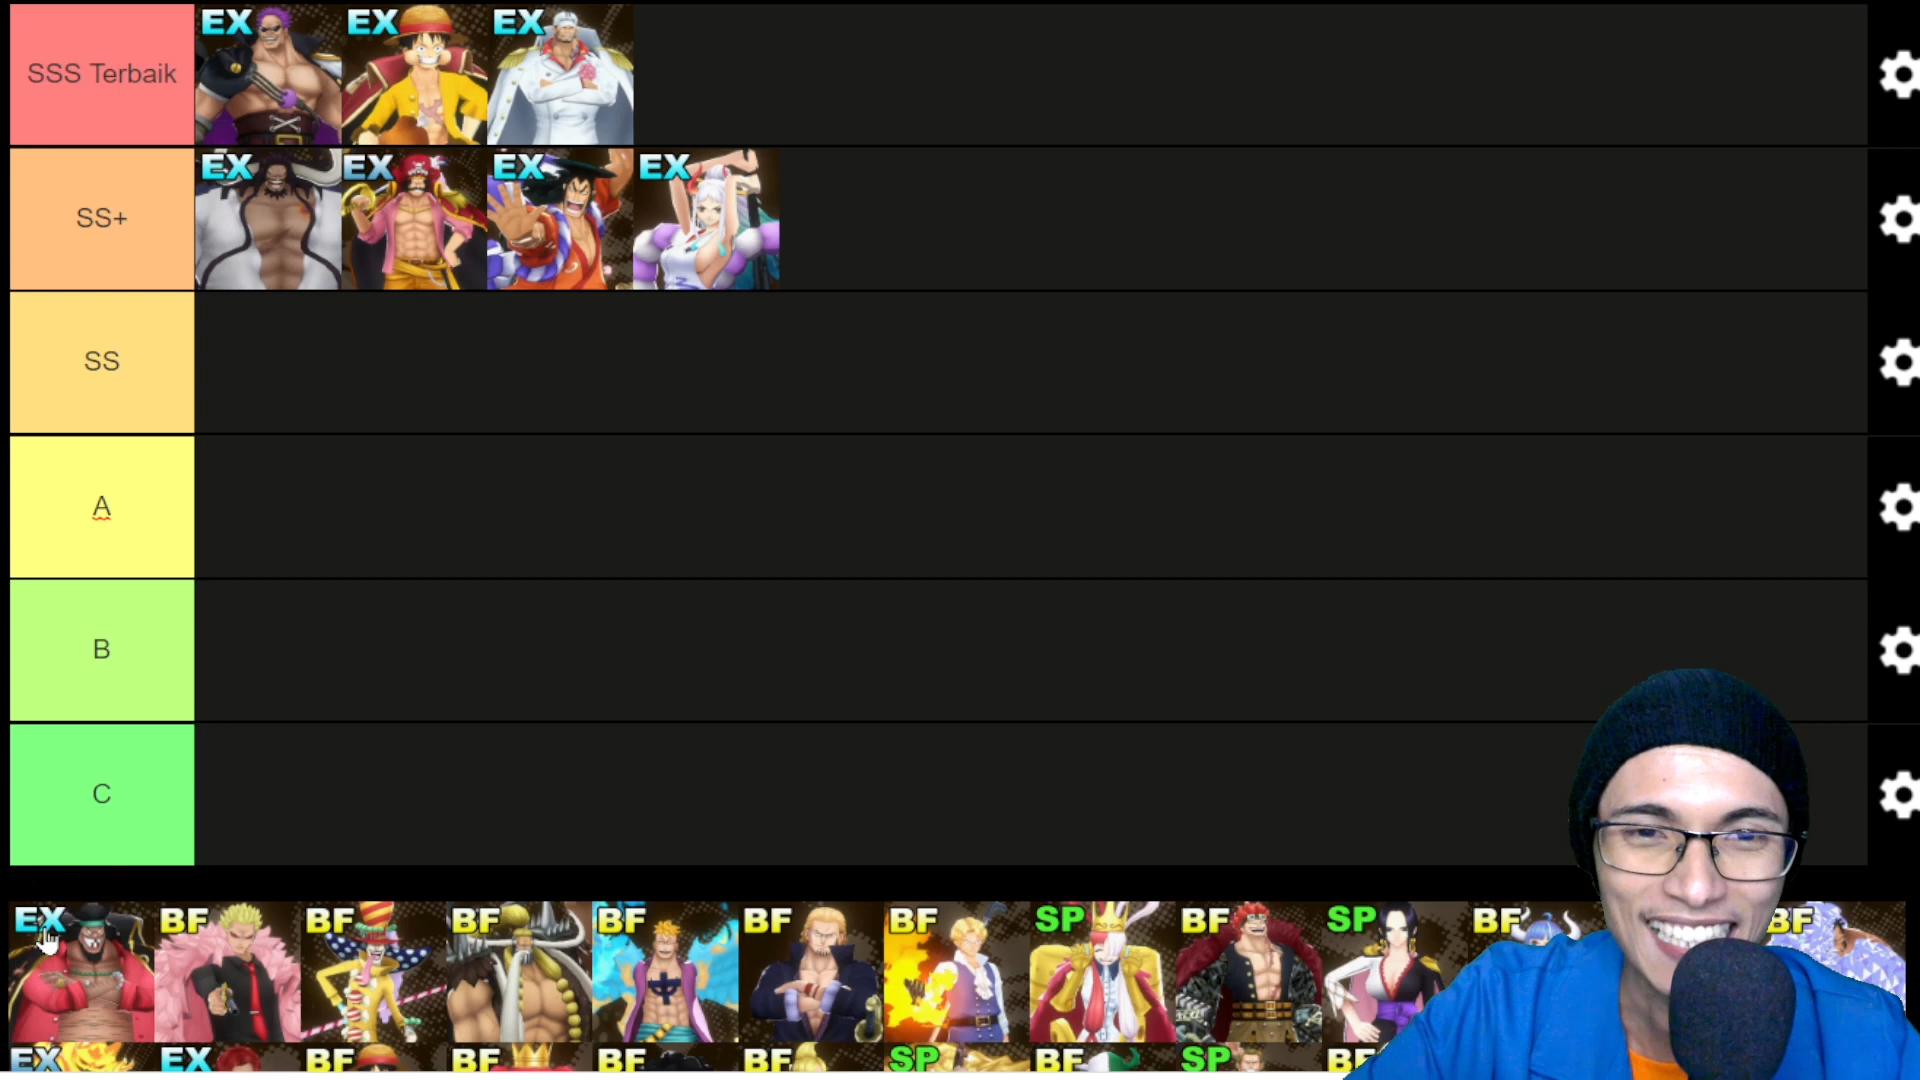 SSS Terbaik
EX EX EX
SS+
EX EX EX EX
SS
A
B
C
EX BF BF BF BF BF BF SP BF SP BF BF
EX EX BF BF BF BF SP BF SP BF